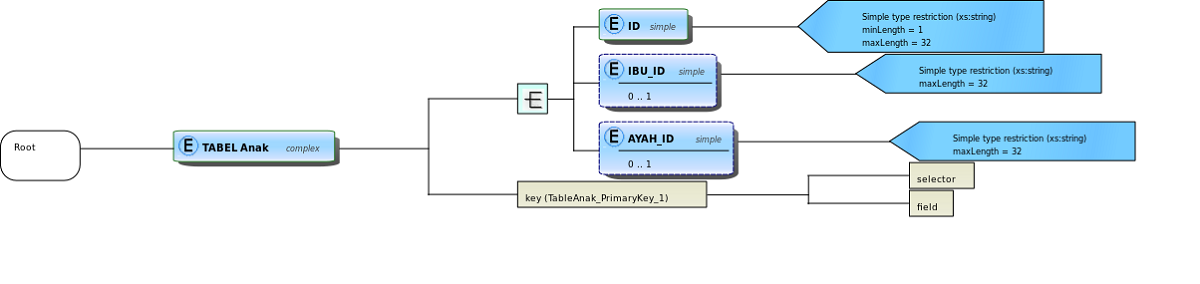 Root
E TABEL Anak complex
E ID simple
Simple type restriction (xs:string)
minLength = 1
maxLength = 32
E IBU_ID simple
0 .. 1
Simple type restriction (xs:string)
maxLength = 32
E AYAH_ID simple
0 .. 1
Simple type restriction (xs:string)
maxLength = 32
key (TableAnak_PrimaryKey_1)
selector
field